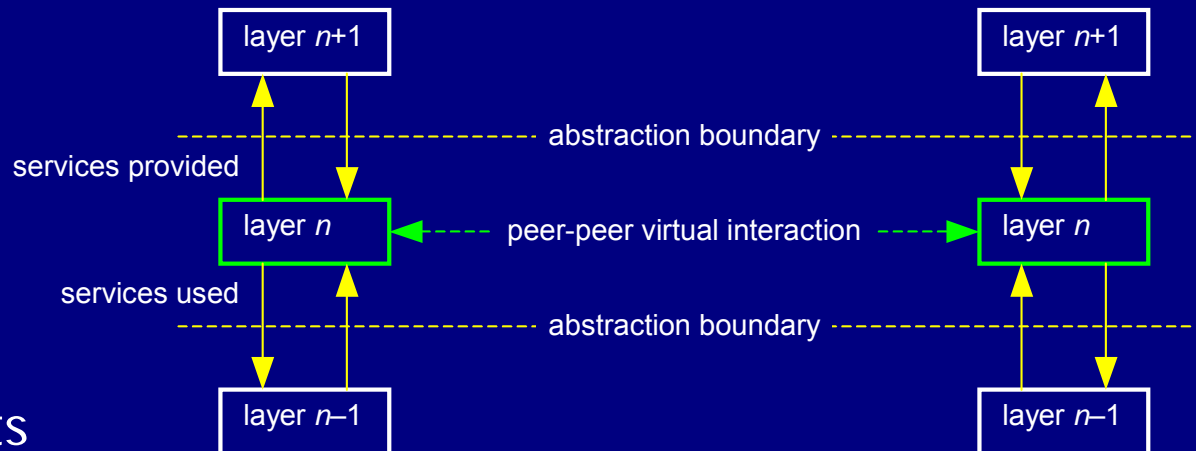 layer n+1
layer n+1
abstraction boundary
services provided
layer n
peer-peer virtual interaction
layer n
services used
abstraction boundary
layer n–1
layer n–1